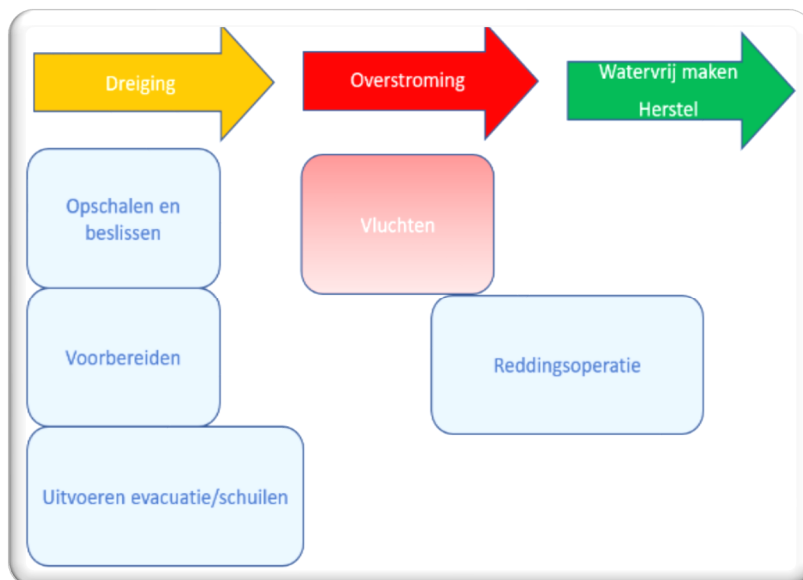 Dreiging
Overstroming
Watervrij maken
Herstel
Opschalen en
beslissen
Vluchten
Voorbereiden
Reddingsoperatie
Uitvoeren evacuatie/schuilen